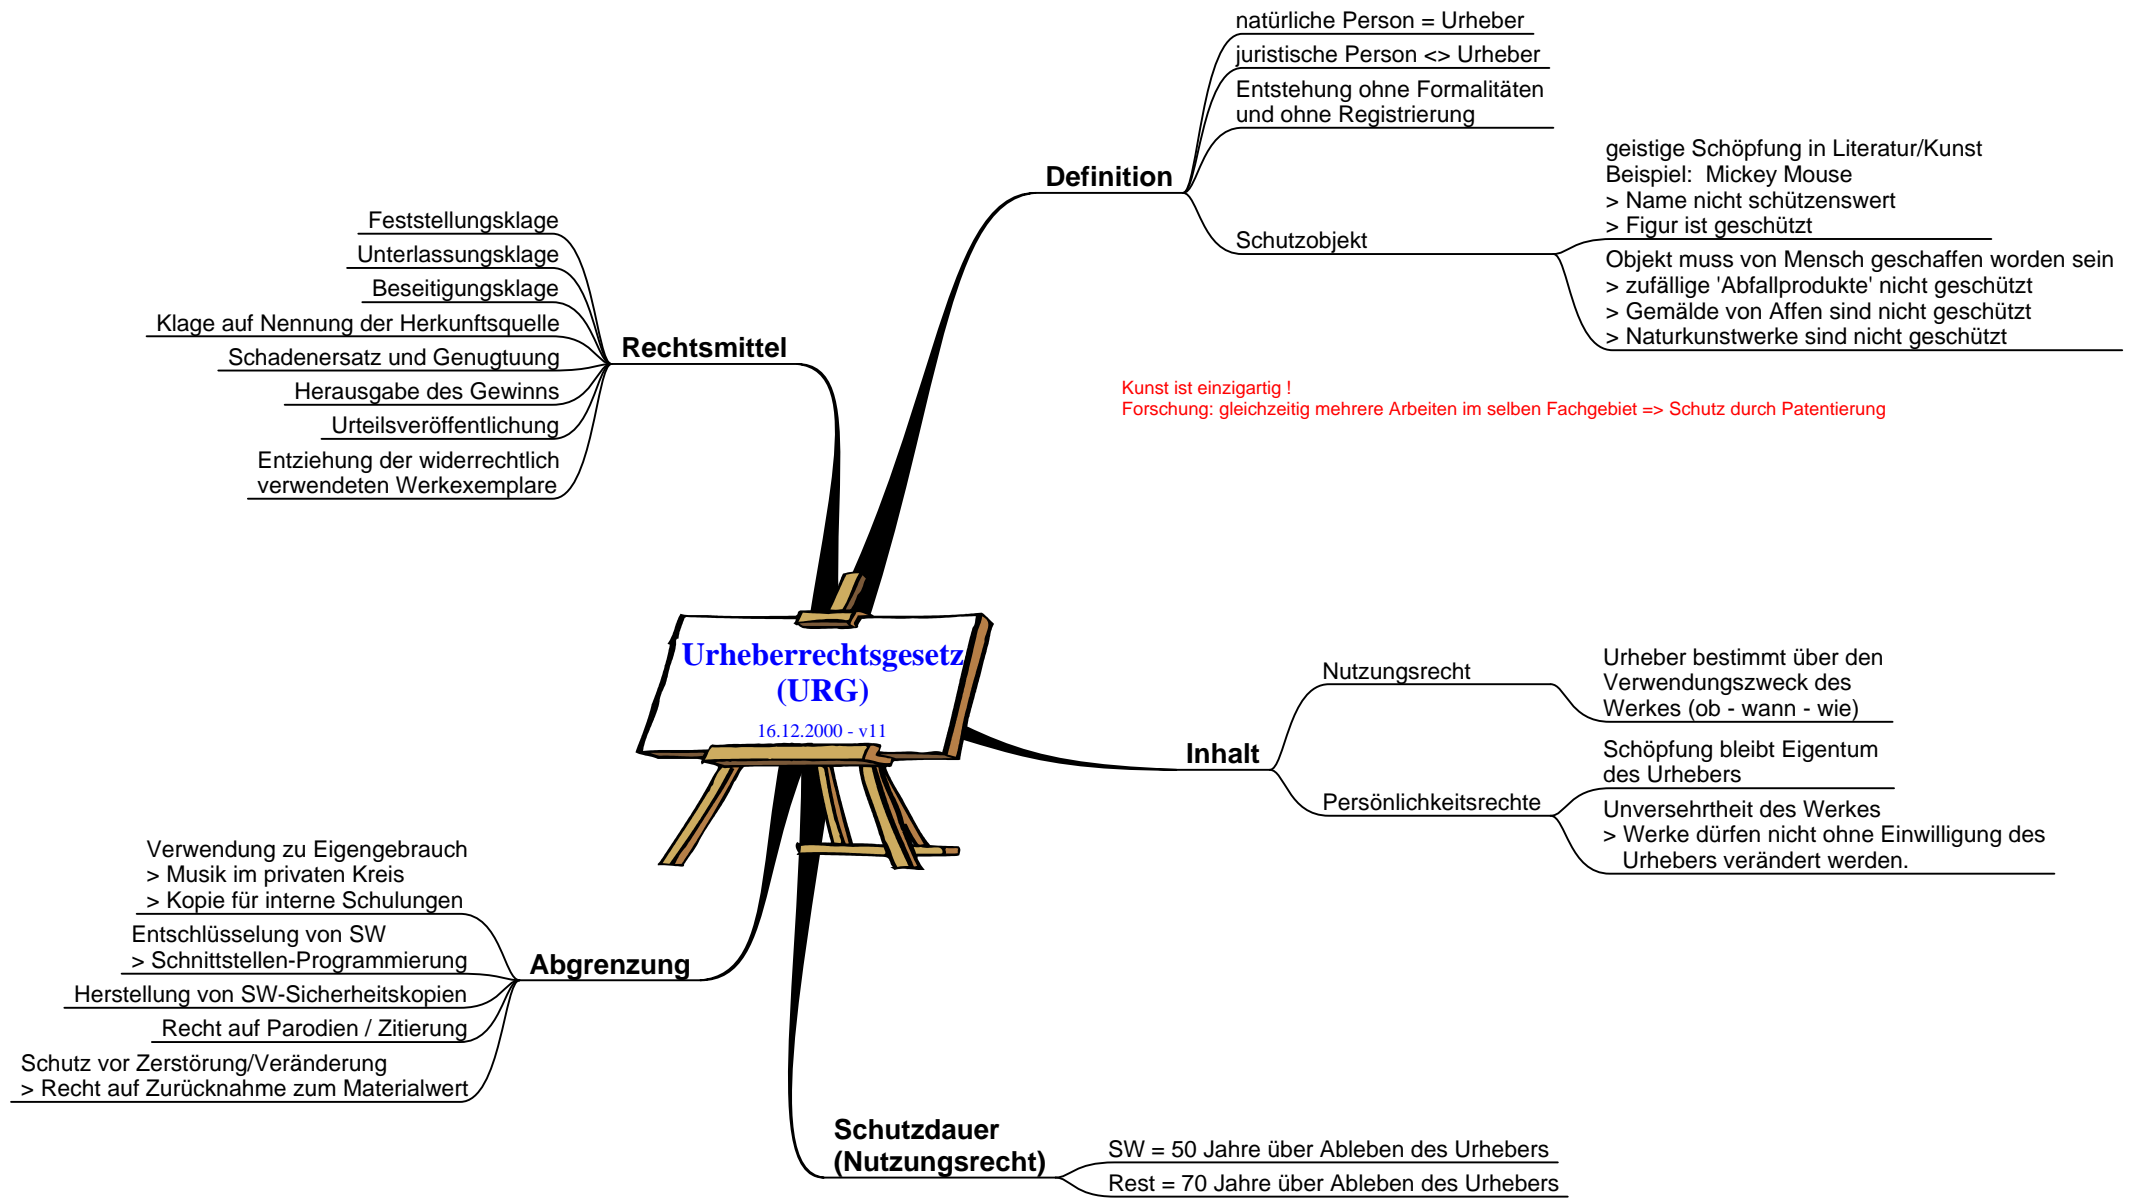 Urheberrechtsgesetz
(URG)
16.12.2000 - v11
Definition
natürliche Person = Urheber
juristische Person <> Urheber
Entstehung ohne Formalitäten
und ohne Registrierung
Schutzobjekt
geistige Schöpfung in Literatur/Kunst
Beispiel:  Mickey Mouse
> Name nicht schützenswert
> Figur ist geschützt
Objekt muss von Mensch geschaffen worden sein
> zufällige 'Abfallprodukte' nicht geschützt
> Gemälde von Affen sind nicht geschützt
> Naturkunstwerke sind nicht geschützt
Kunst ist einzigartig !
Forschung: gleichzeitig mehrere Arbeiten im selben Fachgebiet => Schutz durch Patentierung
Inhalt
Nutzungsrecht
Urheber bestimmt über den
Verwendungszweck des
Werkes (ob - wann - wie)
Persönlichkeitsrechte
Schöpfung bleibt Eigentum
des Urhebers
Unversehrtheit des Werkes
> Werke dürfen nicht ohne Einwilligung des
Urhebers verändert werden.
Schutzdauer
(Nutzungsrecht)
SW = 50 Jahre über Ableben des Urhebers
Rest = 70 Jahre über Ableben des Urhebers
Abgrenzung
Verwendung zu Eigengebrauch
> Musik im privaten Kreis
> Kopie für interne Schulungen
Entschlüsselung von SW
> Schnittstellen-Programmierung
Herstellung von SW-Sicherheitskopien
Recht auf Parodien / Zitierung
Schutz vor Zerstörung/Veränderung
> Recht auf Zurücknahme zum Materialwert
Rechtsmittel
Feststellungsklage
Unterlassungsklage
Beseitigungsklage
Klage auf Nennung der Herkunftsquelle
Schadenersatz und Genugtuung
Herausgabe des Gewinns
Urteilsveröffentlichung
Entziehung der widerrechtlich
verwendeten Werkexemplare